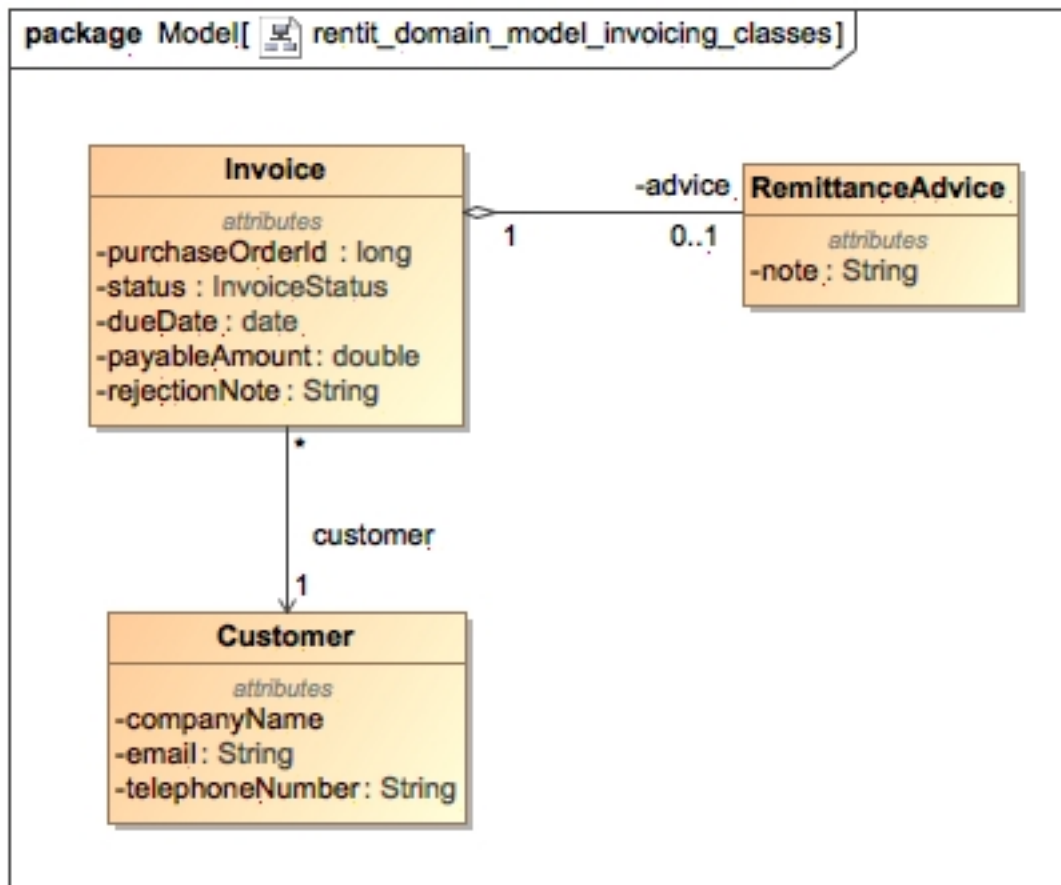 package Model[ rentit_domain_model_invoicing_classes]
Invoice
attributes
-purchaseOrderId : long
-status : InvoiceStatus
-dueDate : date
-payableAmount : double
-rejectionNote : String
-advice
1
0..1
RemittanceAdvice
attributes
-note : String
*
customer
1
Customer
attributes
-companyName
-email : String
-telephoneNumber : String